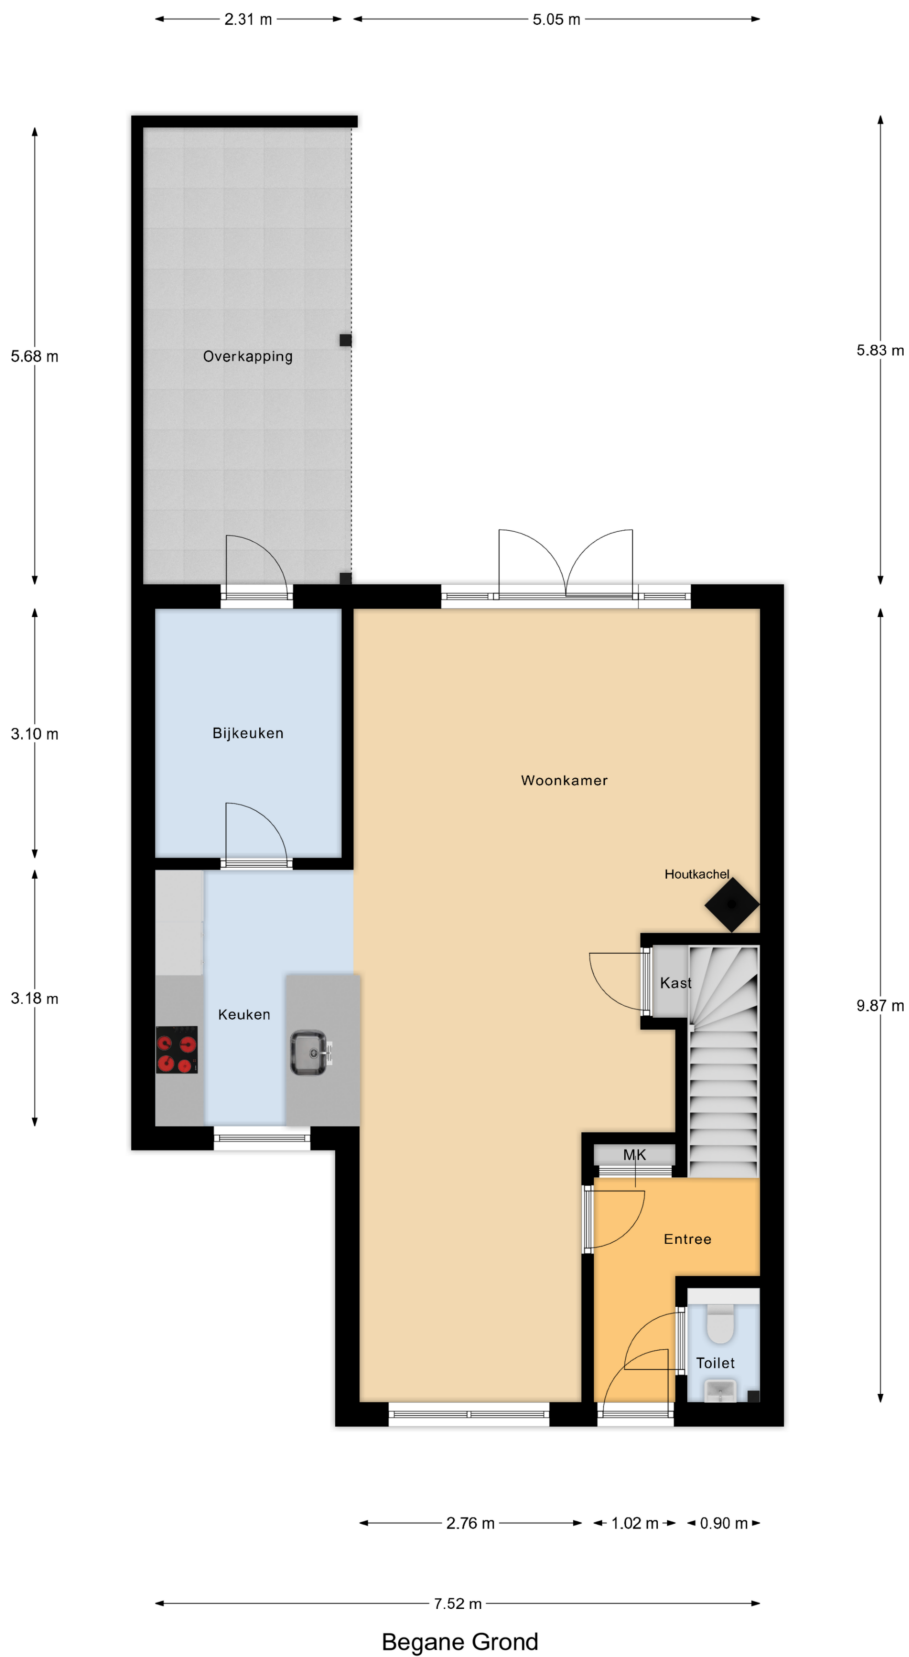 2.31 m
5.05 m
5.68 m
Overkapping
5.83 m
3.10 m
Bijkeuken
Woonkamer
Houtkachel
Kast
3.18 m
Keuken
9.87 m
MK
Entree
Toilet
2.76 m
1.02 m
0.90 m
7.52 m
Begane Grond